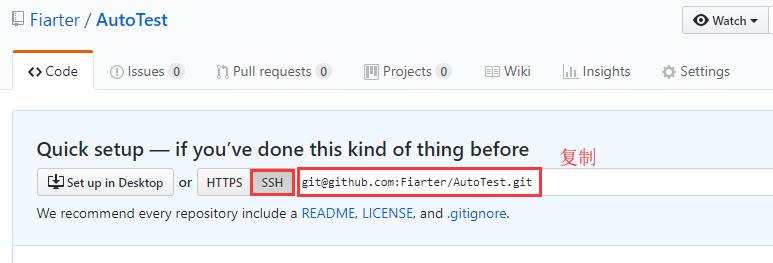 Fiarter / AutoTest
Watch
Code Issues 0 Pull requests 0 Projects 0 Wiki Insights Settings
Quick setup — if you’ve done this kind of thing before
复制
Set up in Desktop or HTTPS SSH git@github.com:Fiarter/AutoTest.git
We recommend every repository include a README, LICENSE, and .gitignore.